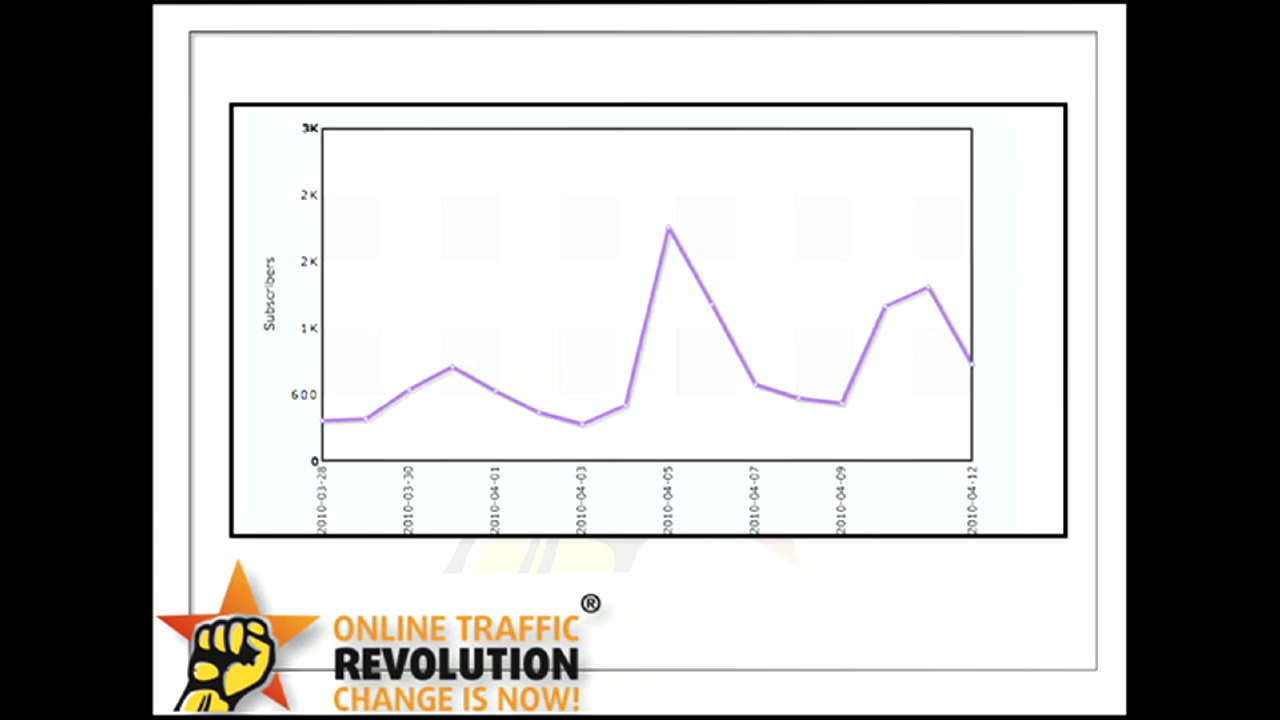 3K
2K
2K
1K
600
0
Subscribers
2010-03-28
2010-03-30
2010-04-01
2010-04-03
2010-04-05
2010-04-07
2010-04-09
2010-04-12
ONLINE TRAFFIC ®
REVOLUTION
CHANGE IS NOW!